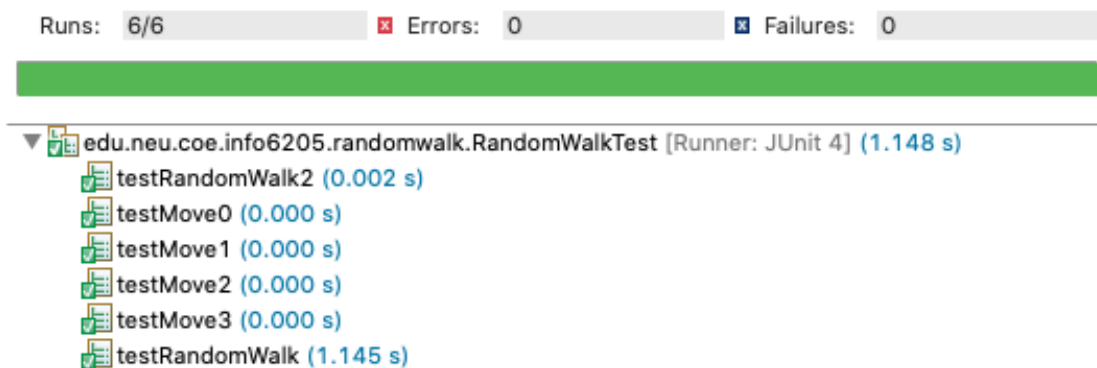 Runs: 6/6 Errors: 0 Failures: 0
edu.neu.coe.info6205.randomwalk.RandomWalkTest [Runner: JUnit 4] (1.148 s)
testRandomWalk2 (0.002 s)
testMove0 (0.000 s)
testMove1 (0.000 s)
testMove2 (0.000 s)
testMove3 (0.000 s)
testRandomWalk (1.145 s)